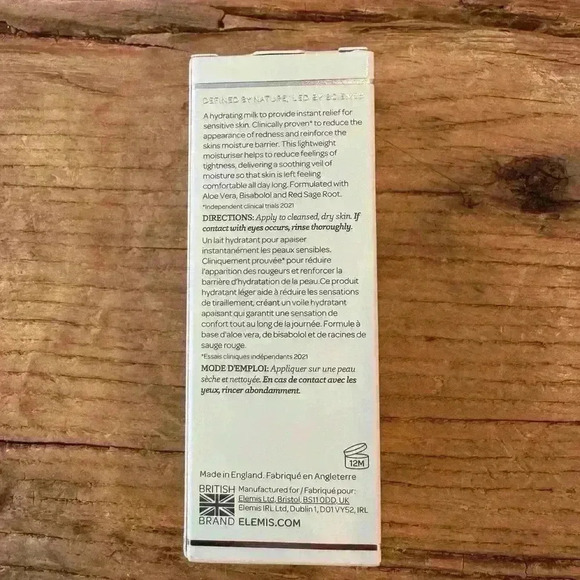 DEFINED BY NATURE, LED BY SCIENCE
A hydrating milk to provide instant relief for
sensitive skin. Clinically proven* to reduce the
appearance of redness and reinforce the
skins moisture barrier. This lightweight
moisturiser helps to reduce feelings of
tightness, delivering a soothing veil of
moisture so that skin is left feeling
comfortable all day long. Formulated with
Aloe Vera, Bisabolol and Red Sage Root.
*independent clinical trials 2021
DIRECTIONS: Apply to cleansed, dry skin. If
contact with eyes occurs, rinse thoroughly.
Un lait hydratant pour apaiser
instantanément les peaux sensibles.
Cliniquement prouvée* pour réduire
l'apparition des rougeurs et renforcer la
barrière d'hydratation de la peau.Ce produit
hydratant léger aide à réduire les sensations
de tiraillement, créant un voile hydratant
apaisant qui garantit une sensation de
confort tout au long de la journée. Formule à
base d'aloe vera, de bisabolol et de racines de
sauge rouge.
*Essais cliniques indépendants 2021
MODE D'EMPLOI: Appliquer sur une peau
sèche et nettoyée. En cas de contact avec les
yeux, rincer abondamment.
12M
Made in England. Fabriqué en Angleterre
BRITISH
BRAND
Manufactured for / Fabriqué pour:
Elemis Ltd, Bristol, BS11 0DD, UK
Elemis IRL Ltd, Dublin 1, D01 VY52, IRL
ELEMIS.COM